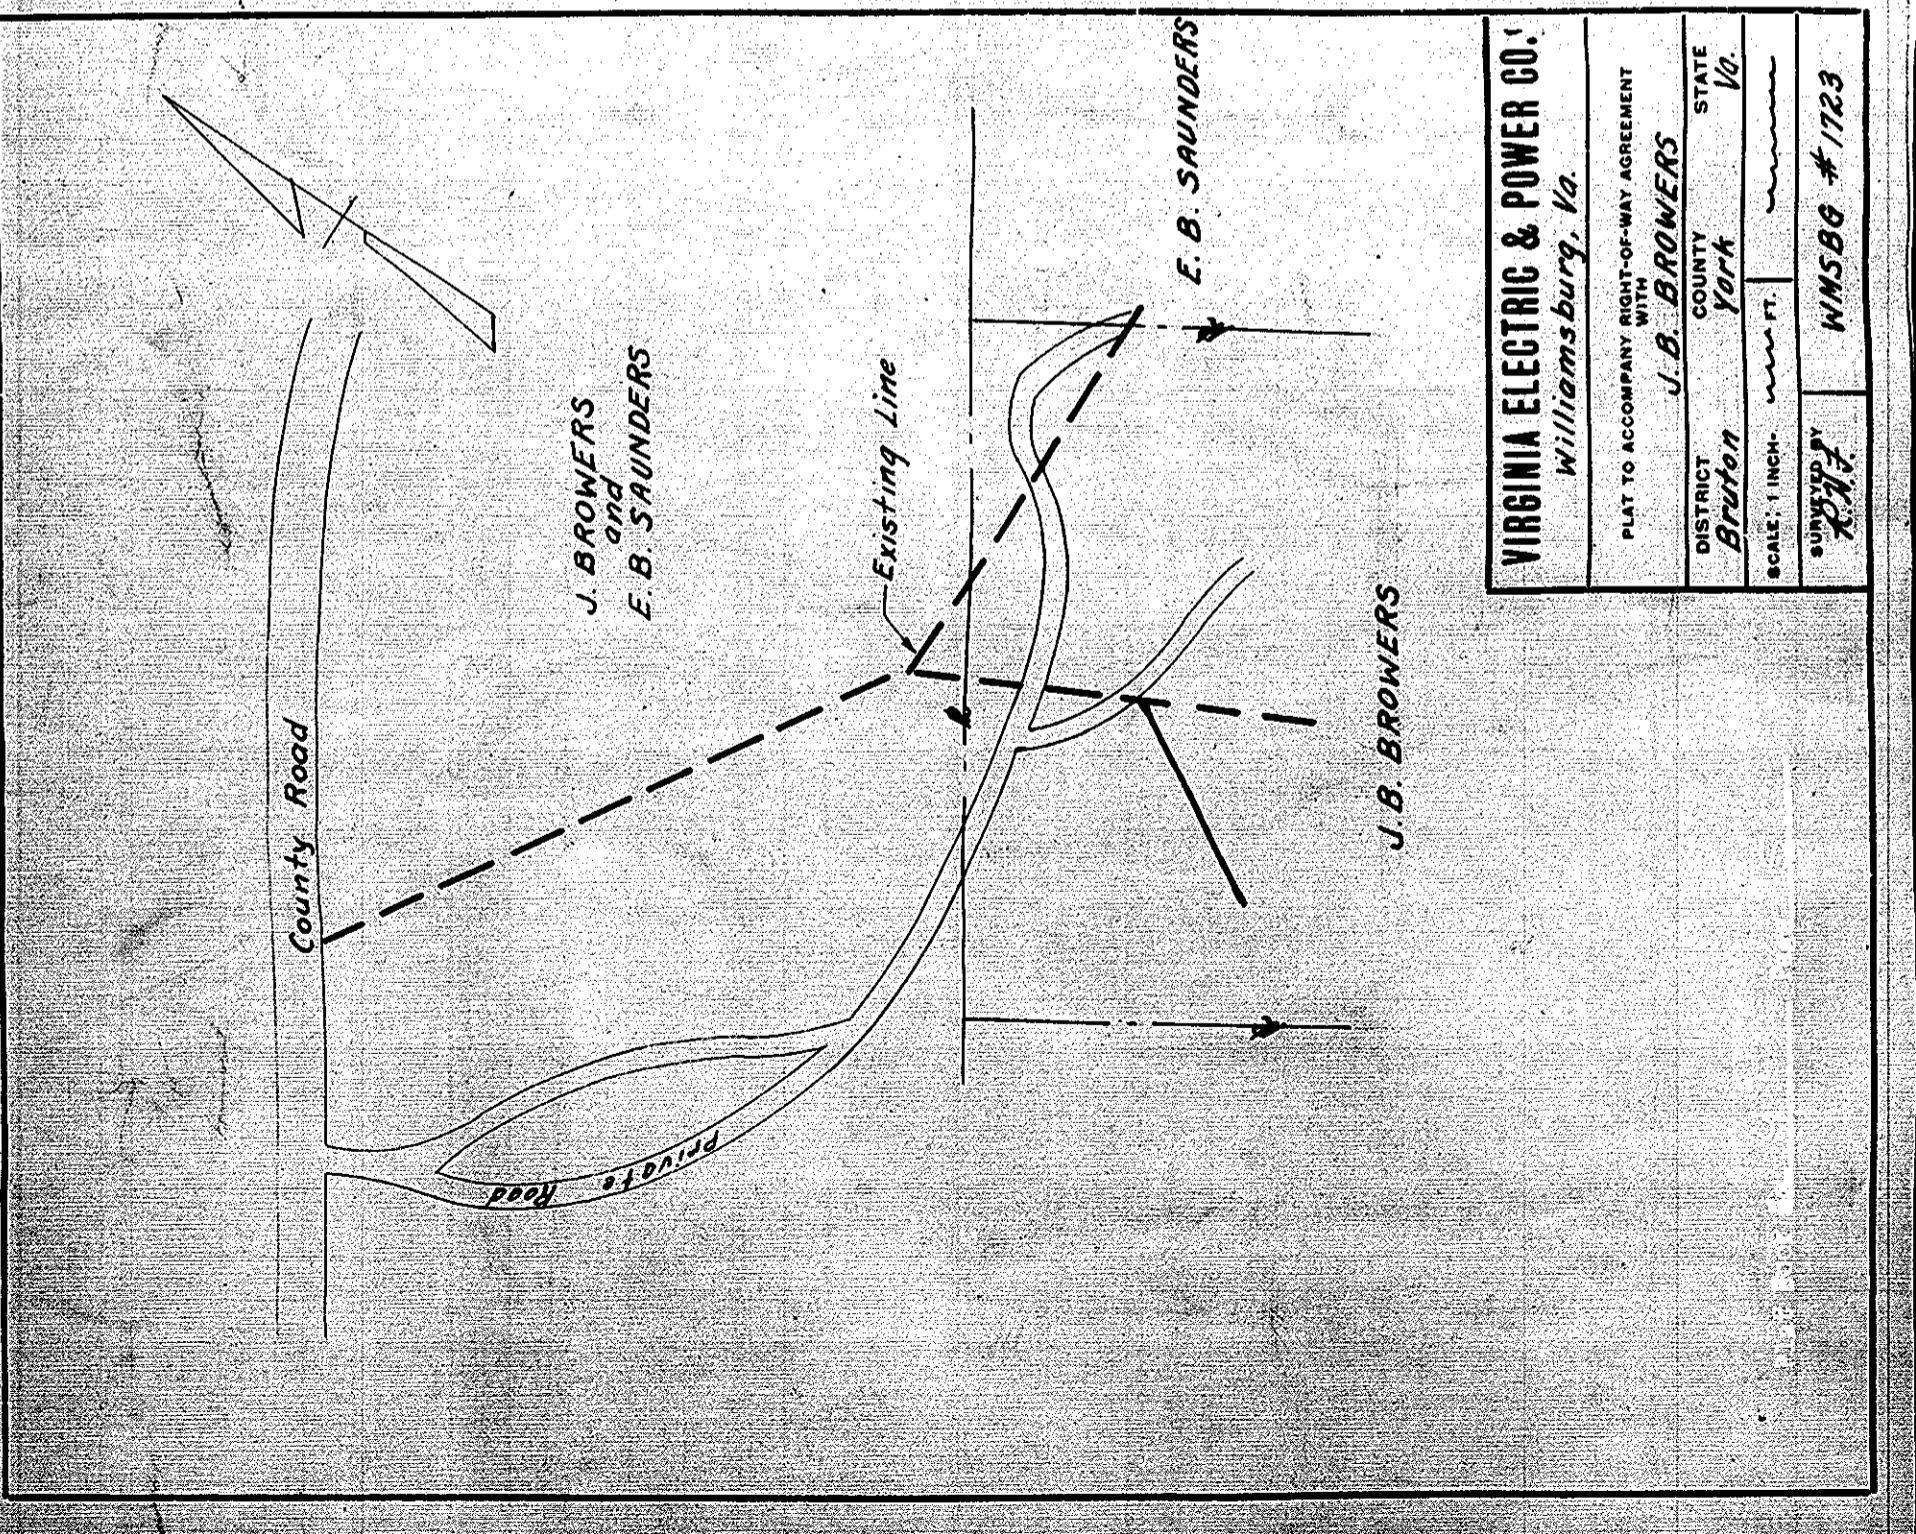 County Road
J. BROWERS
and
E. B. SAUNDERS
Existing Line
E. B. SAUNDERS
Private Road
J. B. BROWERS
VIRGINIA ELECTRIC & POWER CO.
Williamsburg, Va.
PLAT TO ACCOMPANY RIGHT-OF-WAY AGREEMENT
WITH
J. B. BROWERS
DISTRICT COUNTY STATE
Bruton York Va.
SCALE; 1 INCH- FT.
SURVEYED BY
WMSBG # 1723